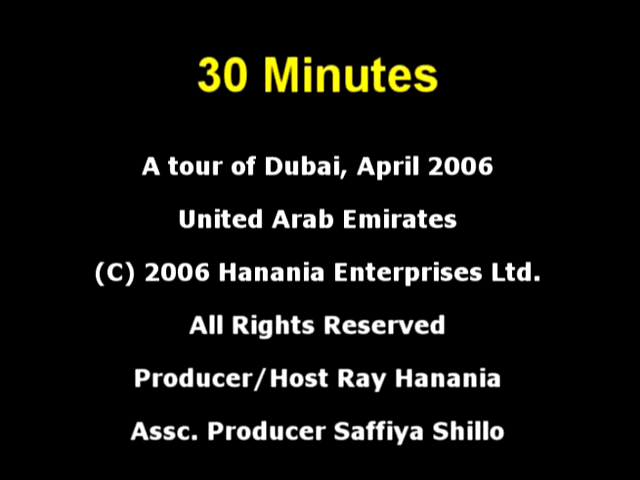 30 Minutes
A tour of Dubai, April 2006
United Arab Emirates
(C) 2006 Hanania Enterprises Ltd.
All Rights Reserved
Producer/Host Ray Hanania
Assc. Producer Saffiya Shillo